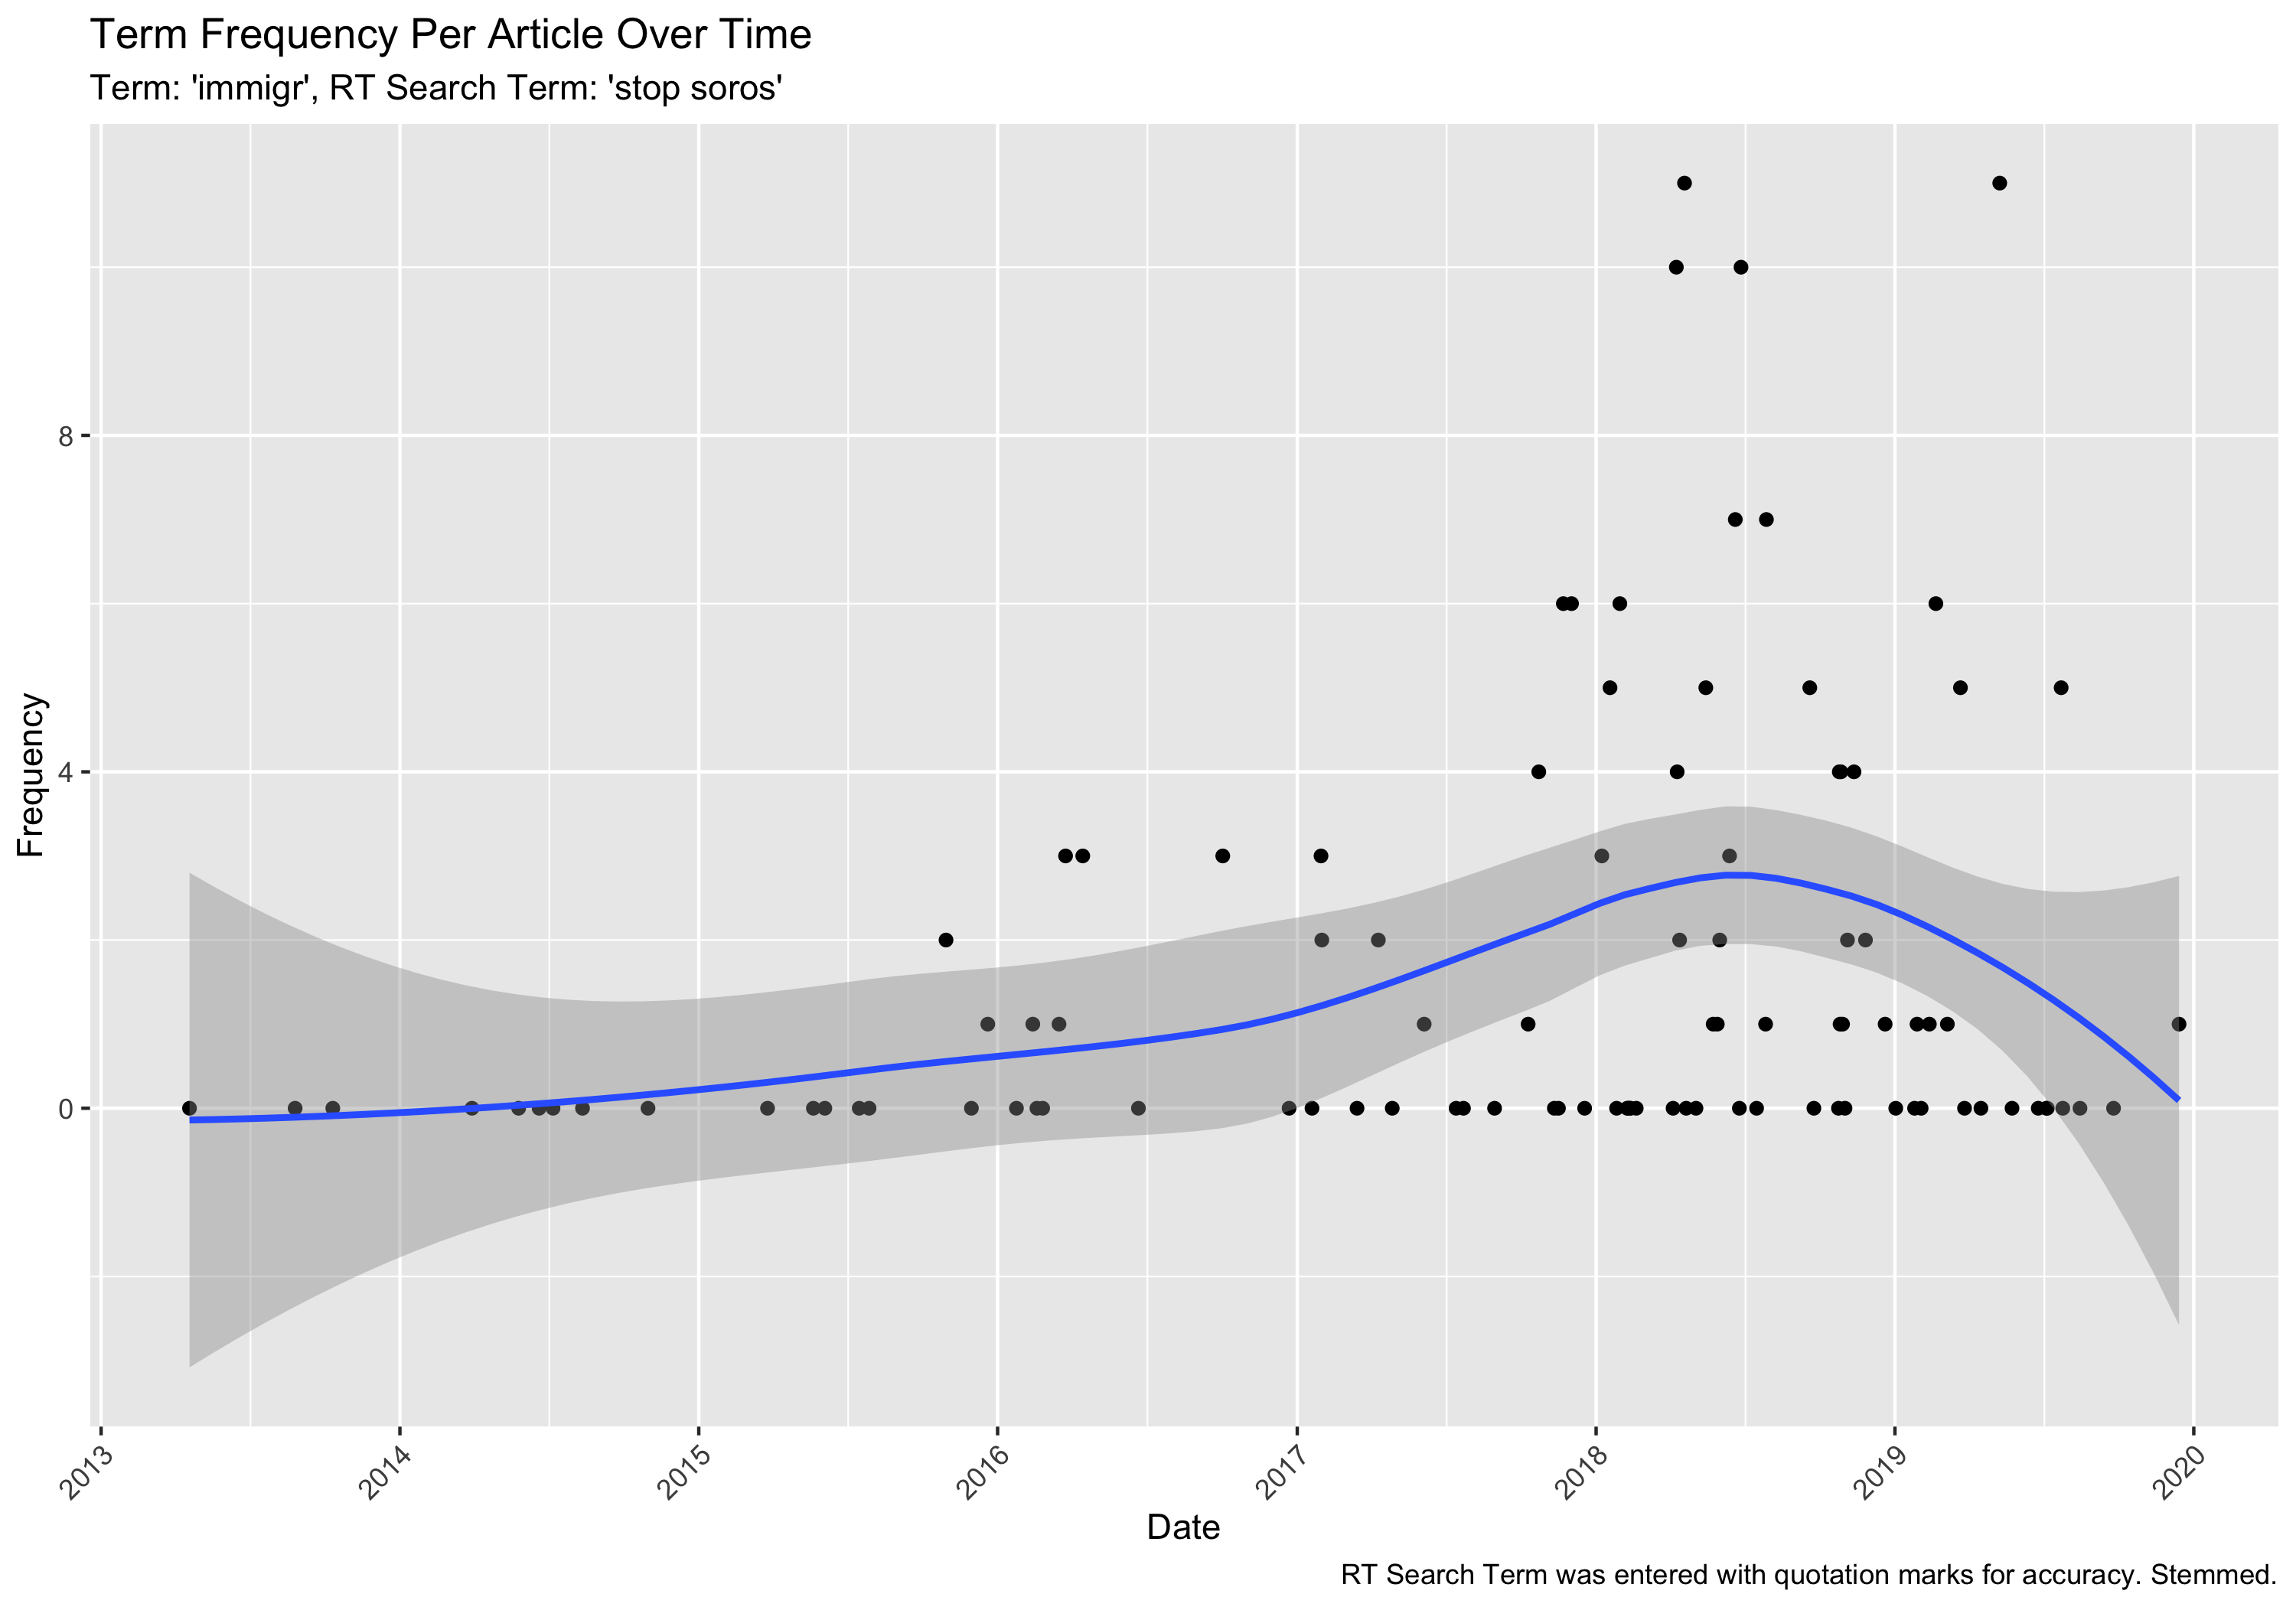 Term Frequency Per Article Over Time
Term: 'immigr', RT Search Term: 'stop soros'
Frequency
8
4
0
2013
2014
2015
2016
2017
2018
2019
2020
Date
RT Search Term was entered with quotation marks for accuracy. Stemmed.